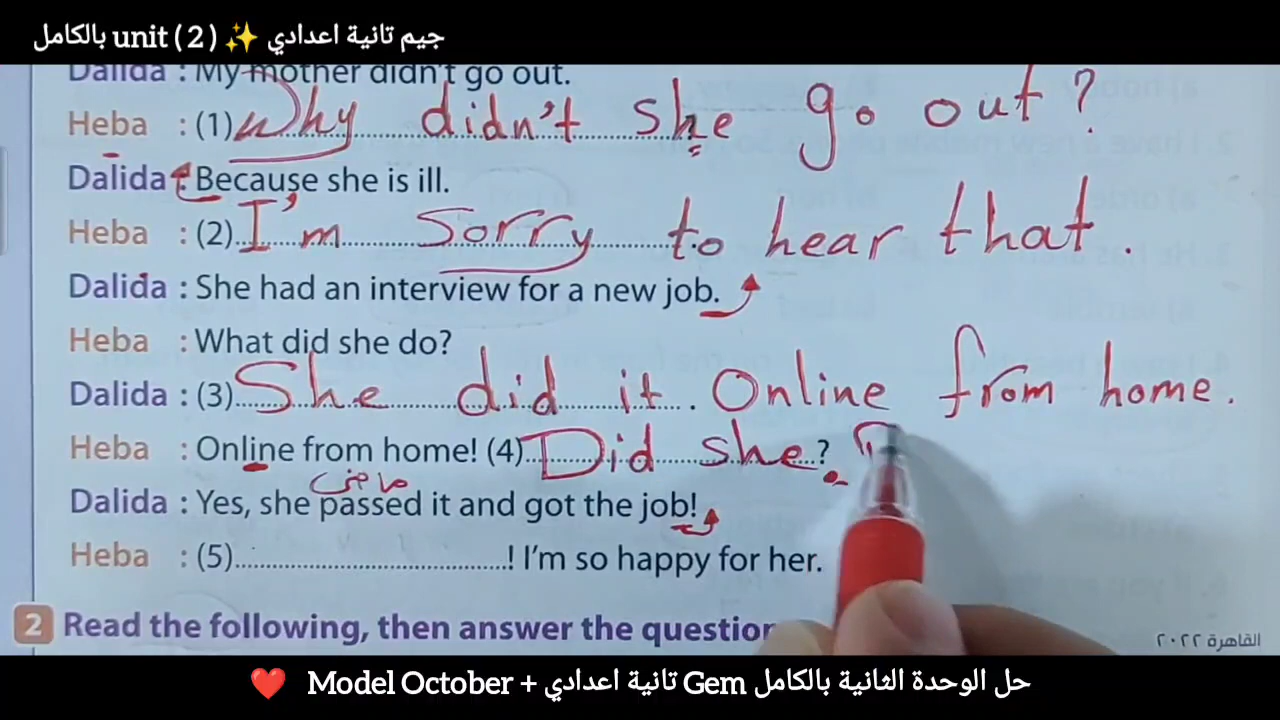 جيم تانية اعدادي ✨ unit ( 2 ) بالكامل
Dalida : My mother didn't go out.
Heba : (1) Why didn't she go out?
Dalida : Because she is ill.
Heba : (2) I'm sorry to hear that.
Dalida : She had an interview for a new job.
Heba : What did she do?
Dalida : (3) She did it. Online from home.
Heba : Online from home! (4) Did she ?
ماضى
Dalida : Yes, she passed it and got the job!
Heba : (5)..............................! I'm so happy for her.
2 Read the following, then answer the question
القاهرة ٢٠٢٢
حل الوحدة الثانية بالكامل Gem تانية اعدادي + Model October ❤️